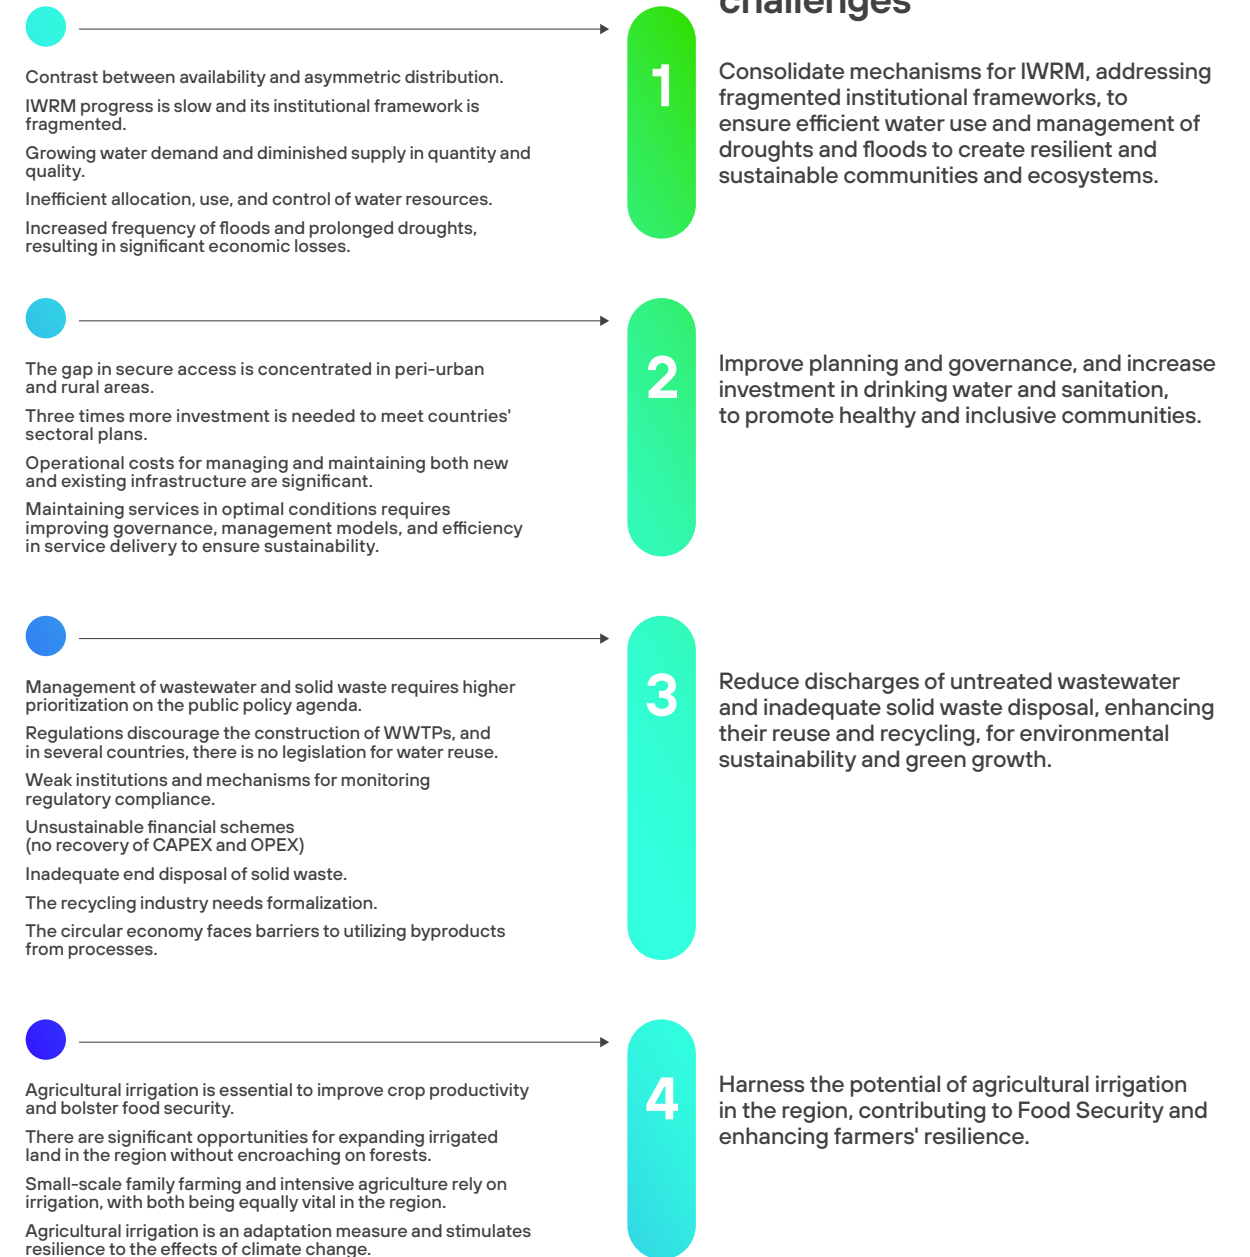 challenges
1
Contrast between availability and asymmetric distribution.
IWRM progress is slow and its institutional framework is
fragmented.
Growing water demand and diminished supply in quantity and
quality.
Inefficient allocation, use, and control of water resources.
Increased frequency of floods and prolonged droughts,
resulting in significant economic losses.
Consolidate mechanisms for IWRM, addressing
fragmented institutional frameworks, to
ensure efficient water use and management of
droughts and floods to create resilient and
sustainable communities and ecosystems.
2
The gap in secure access is concentrated in peri-urban
and rural areas.
Three times more investment is needed to meet countries'
sectoral plans.
Operational costs for managing and maintaining both new
and existing infrastructure are significant.
Maintaining services in optimal conditions requires
improving governance, management models, and efficiency
in service delivery to ensure sustainability.
Improve planning and governance, and increase
investment in drinking water and sanitation,
to promote healthy and inclusive communities.
3
Management of wastewater and solid waste requires higher
prioritization on the public policy agenda.
Regulations discourage the construction of WWTPs, and
in several countries, there is no legislation for water reuse.
Weak institutions and mechanisms for monitoring
regulatory compliance.
Unsustainable financial schemes
(no recovery of CAPEX and OPEX)
Inadequate end disposal of solid waste.
The recycling industry needs formalization.
The circular economy faces barriers to utilizing byproducts
from processes.
Reduce discharges of untreated wastewater
and inadequate solid waste disposal, enhancing
their reuse and recycling, for environmental
sustainability and green growth.
4
Agricultural irrigation is essential to improve crop productivity
and bolster food security.
There are significant opportunities for expanding irrigated
land in the region without encroaching on forests.
Small-scale family farming and intensive agriculture rely on
irrigation, with both being equally vital in the region.
Agricultural irrigation is an adaptation measure and stimulates
resilience to the effects of climate change.
Harness the potential of agricultural irrigation
in the region, contributing to Food Security and
enhancing farmers' resilience.